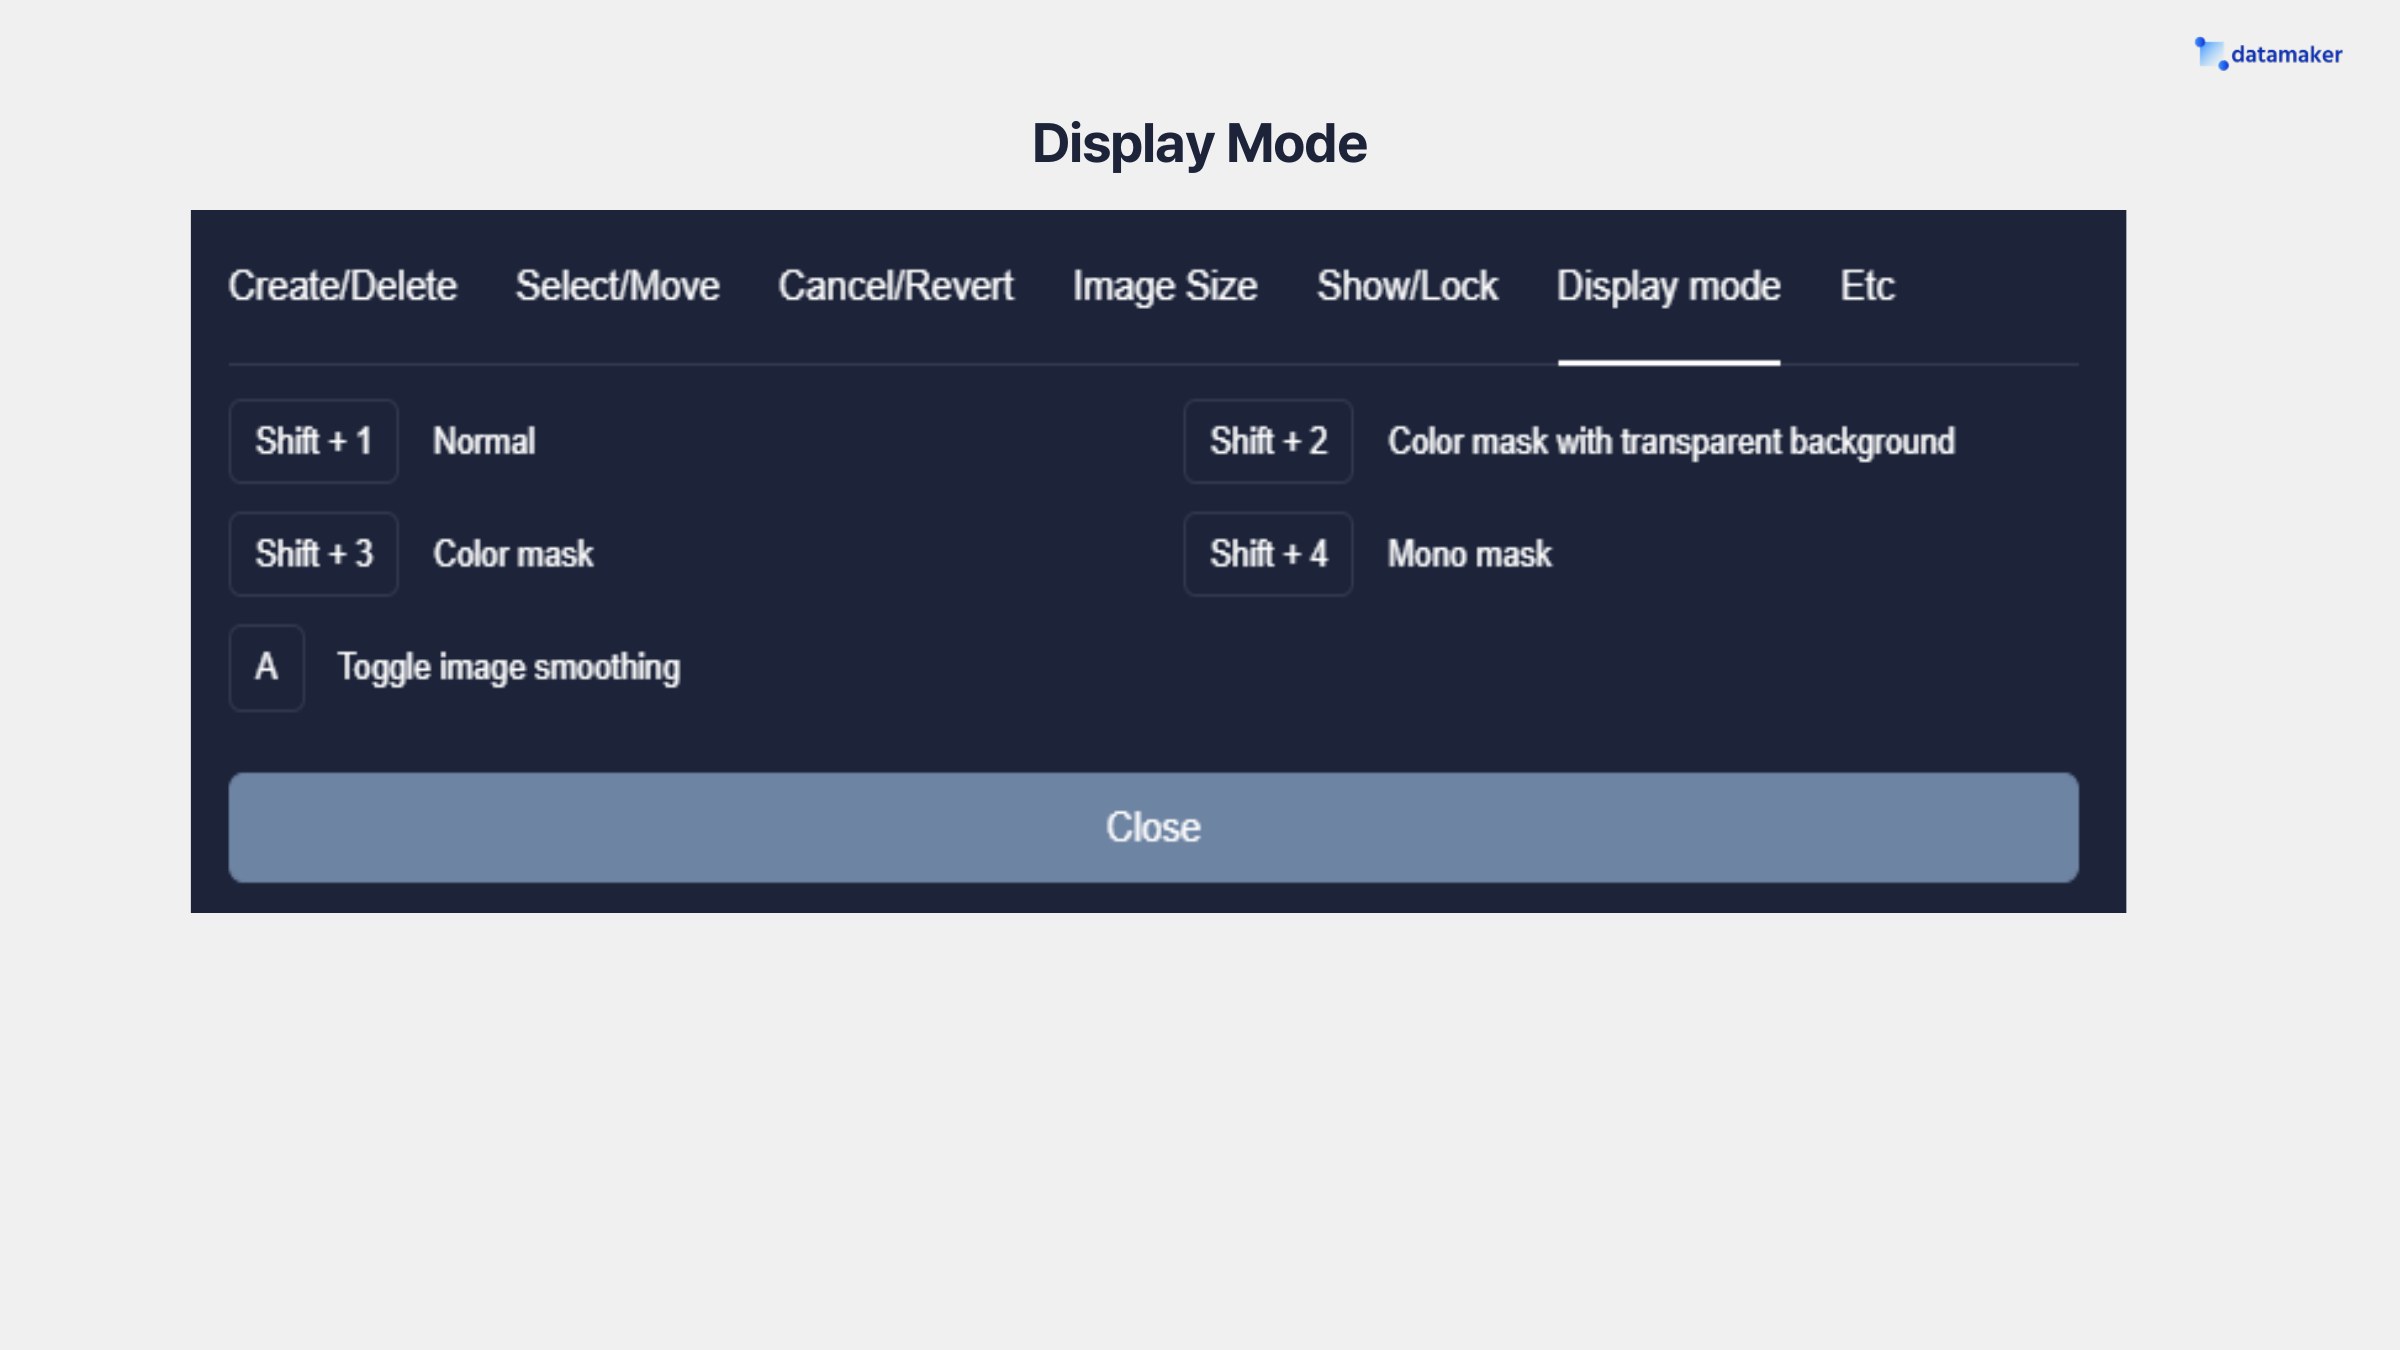 datamaker
Display Mode
Create/Delete Select/Move Cancel/Revert Image Size Show/Lock Display mode Etc
Shift + 1 Normal Shift + 2 Color mask with transparent background
Shift + 3 Color mask Shift + 4 Mono mask
A Toggle image smoothing
Close